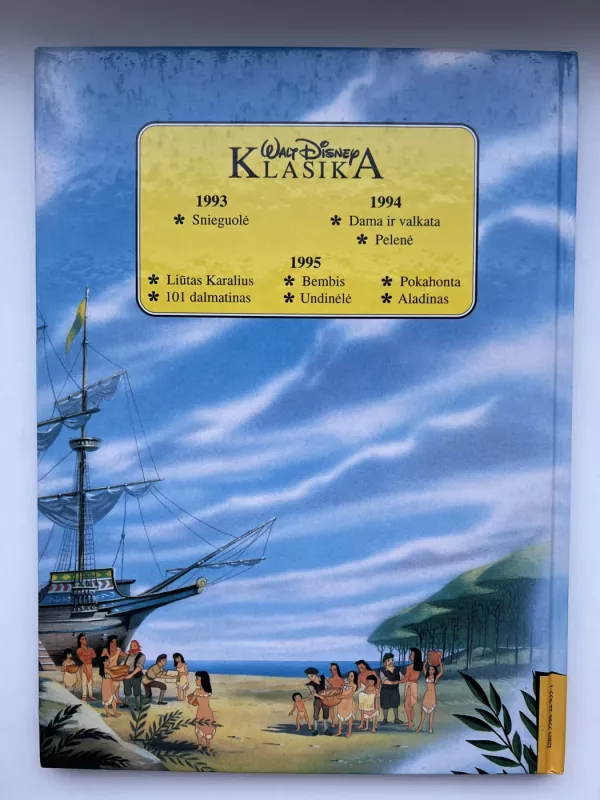 WALT DISNEY
KLASIKA
1993
* Snieguolė
1994
* Dama ir valkata
* Pelenė
1995
* Liūtas Karalius
* Bembis
* Pokahonta
* 101 dalmatinas
* Undinėlė
* Aladinas